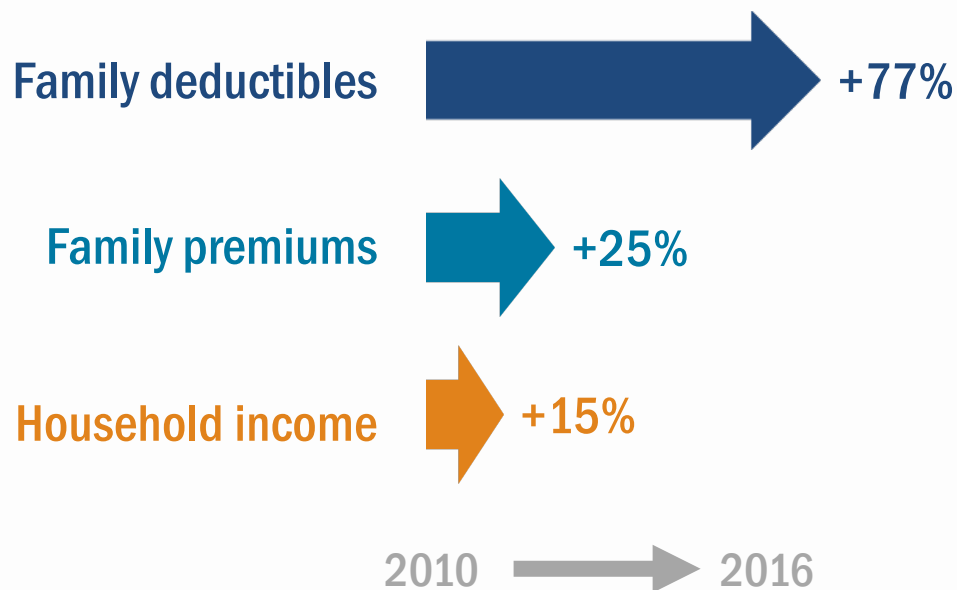 Family deductibles +77%
Family premiums +25%
Household income +15%
2010 2016